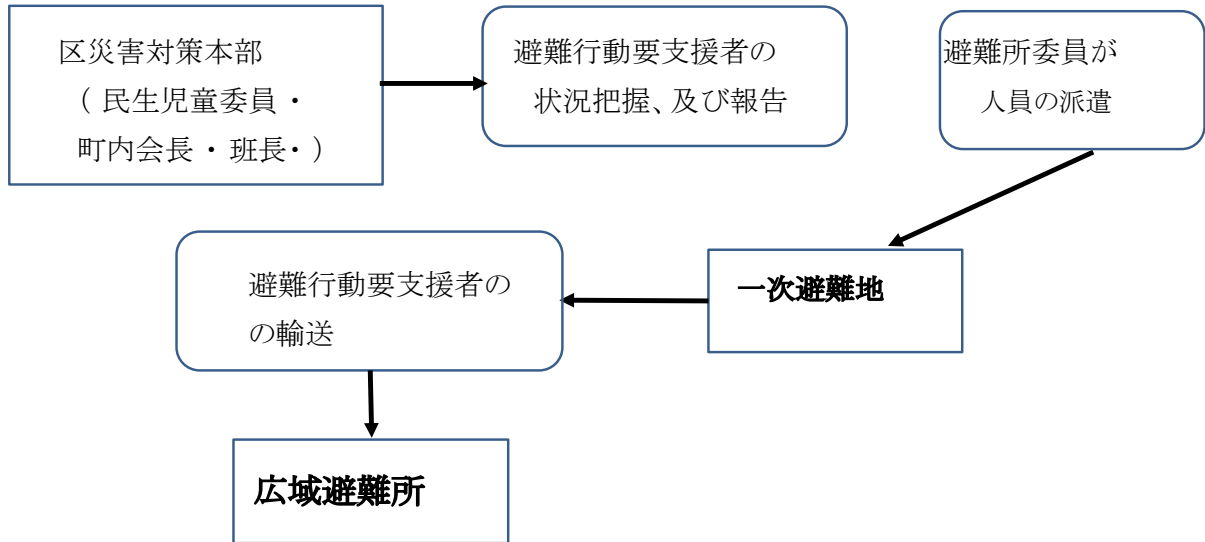 区災害対策本部
（ 民生児童委員 ・
町内会長 ・ 班長・ ）
避難行動要支援者の
状況把握、及び報告
避難所委員が
人員の派遣
一次避難地
避難行動要支援者の
の輸送
広域避難所